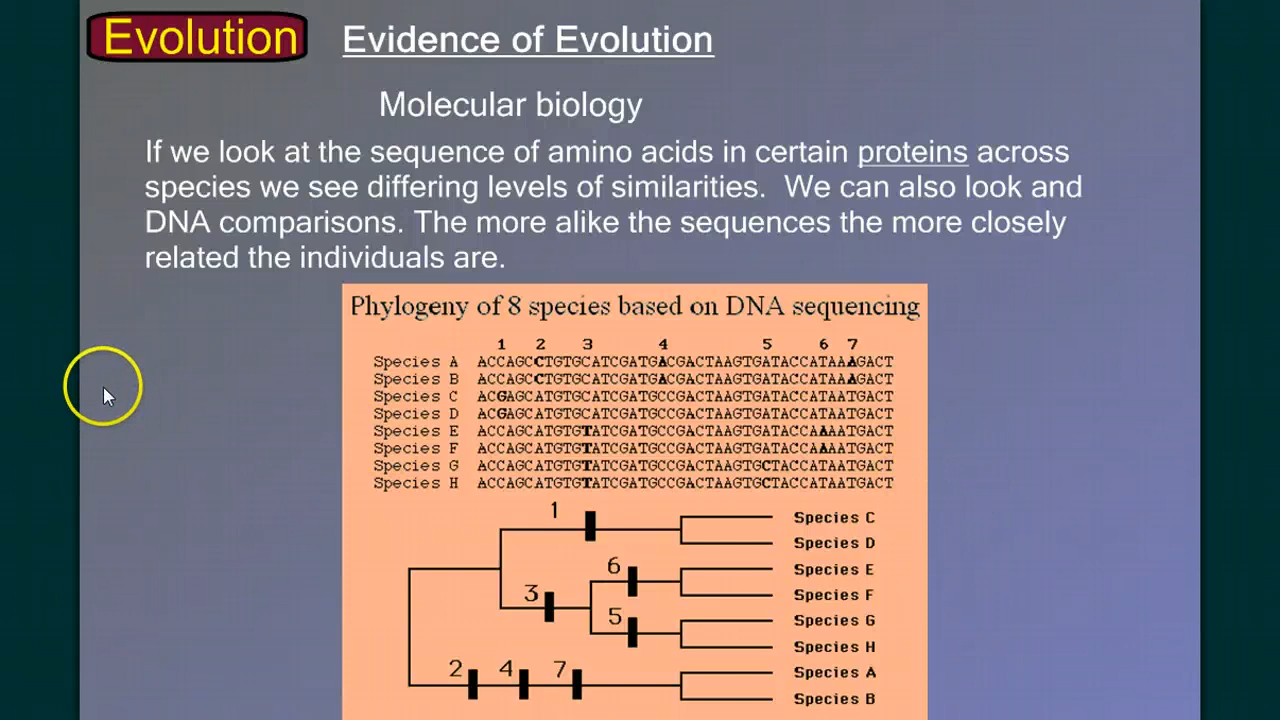 Evolution
Evidence of Evolution
Molecular biology
If we look at the sequence of amino acids in certain proteins across
species we see differing levels of similarities. We can also look and
DNA comparisons. The more alike the sequences the more closely
related the individuals are.
Phylogeny of 8 species based on DNA sequencing
1 2 3 4 5 6 7
Species A ACCAGCCTGTGCATCGATGACGACTAAGTGATACCATAAAGACT
Species B ACCAGCCTGTGCATCGATGACGACTAAGTGATACCATAAAGACT
Species C ACGAGCATGTGCATCGATGCCGACTAAGTGATACCATAATGACT
Species D ACGAGCATGTGCATCGATGCCGACTAAGTGATACCATAATGACT
Species E ACCAGCATGTGTATCGATGCCGACTAAGTGATACCAAAATGACT
Species F ACCAGCATGTGTATCGATGCCGACTAAGTGATACCAAAATGACT
Species G ACCAGCATGTGTATCGATGCCGACTAAGTGCTACCATAATGACT
Species H ACCAGCATGTGTATCGATGCCGACTAAGTGCTACCATAATGACT
1
Species C
Species D
6
Species E
3
Species F
5
Species G
Species H
2 4 7
Species A
Species B